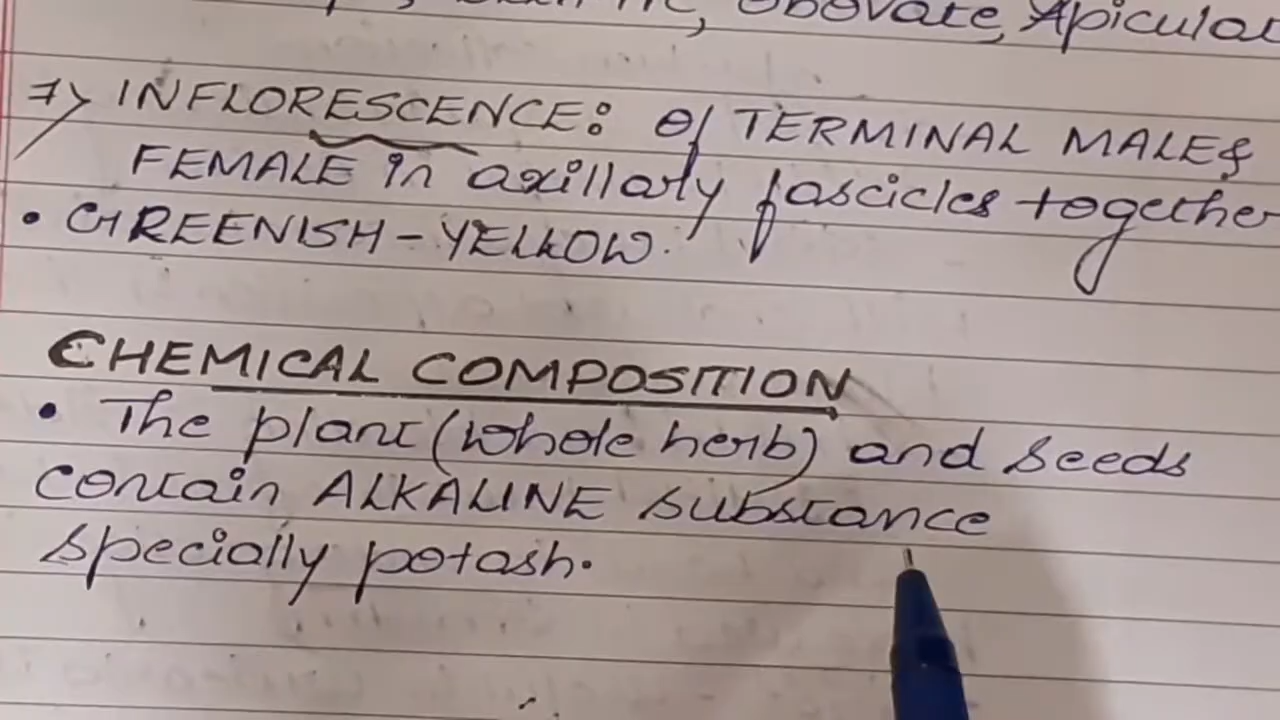 obovate, Apiculat
7) INFLORESCENCE: Of TERMINAL MALE &
FEMALE in axillary fascicles together
• GREENISH-YELLOW.
CHEMICAL COMPOSITION
• The plant (whole herb) and seeds
contain ALKALINE substance
specially potash.